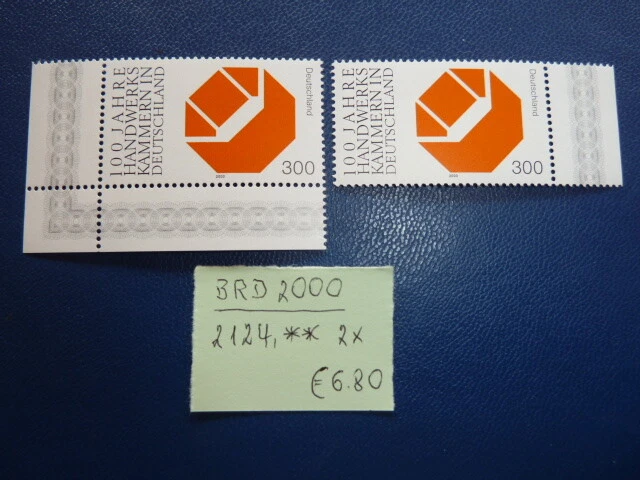 100 JAHRE
HANDWERKS
KAMMERN IN
DEUTSCHLAND
Deutschland
300
2000
100 JAHRE
HANDWERKS
KAMMERN IN
DEUTSCHLAND
Deutschland
300
2000
BRD 2000
2124, ** 2x
€6.80